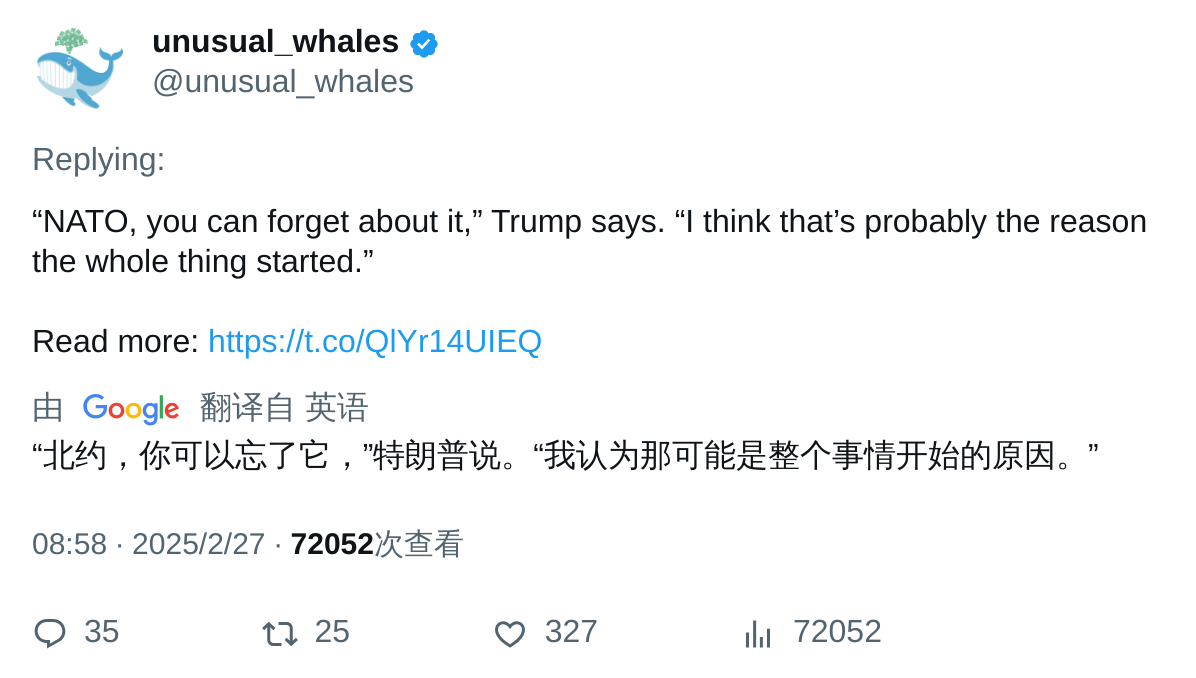 unusual_whales
@unusual_whales
Replying:
“NATO, you can forget about it,” Trump says. “I think that’s probably the reason
the whole thing started.”
Read more: https://t.co/QlYr14UIEQ
由 Google 翻译自 英语
“北约，你可以忘了它，”特朗普说。“我认为那可能是整个事情开始的原因。”
08:58 · 2025/2/27 · 72052次查看
35 25 327 72052